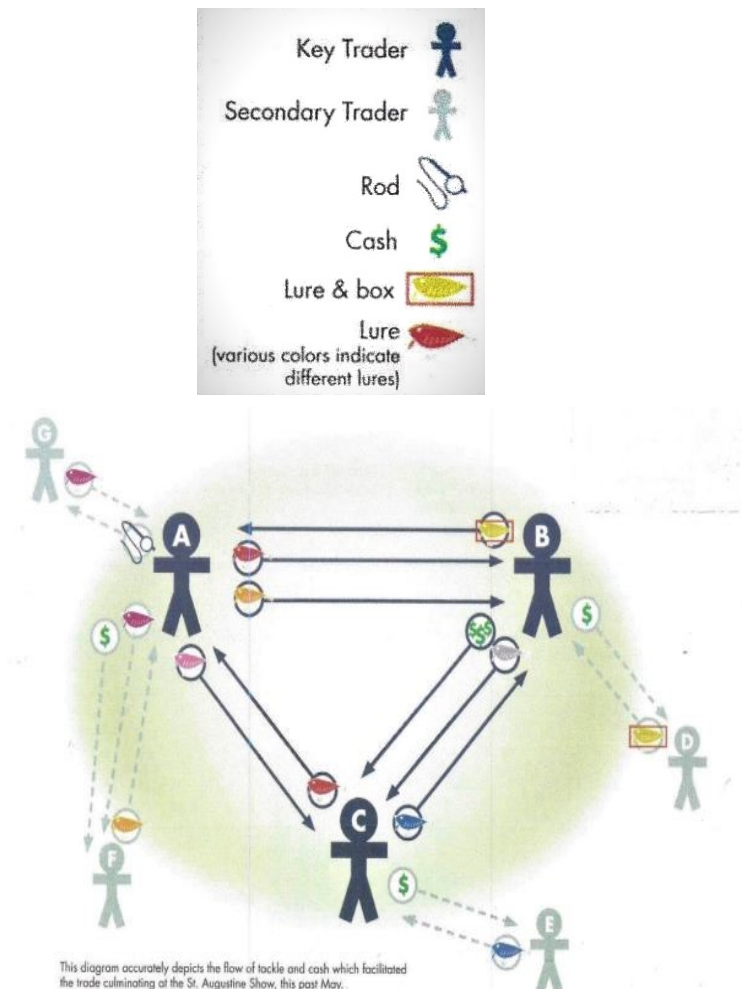 Key Trader
Secondary Trader
Rod
Cash
$
Lure & box
Lure
(various colors indicate
different lures)
G
A
B
$
$
$$$
$
D
C
F
$
E
This diagram accurately depicts the flow of tackle and cash which facilitated
the trade culminating at the St. Augustine Show, this past May.